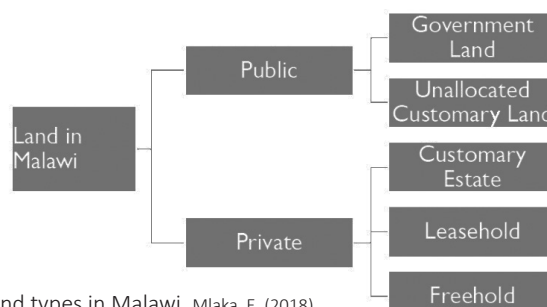 Government
Land
Public
Unallocated
Customary Land
Land in
Malawi
Customary
Estate
Private
Leasehold
Freehold
nd types in Malawi. Mlaka, E. (2018)